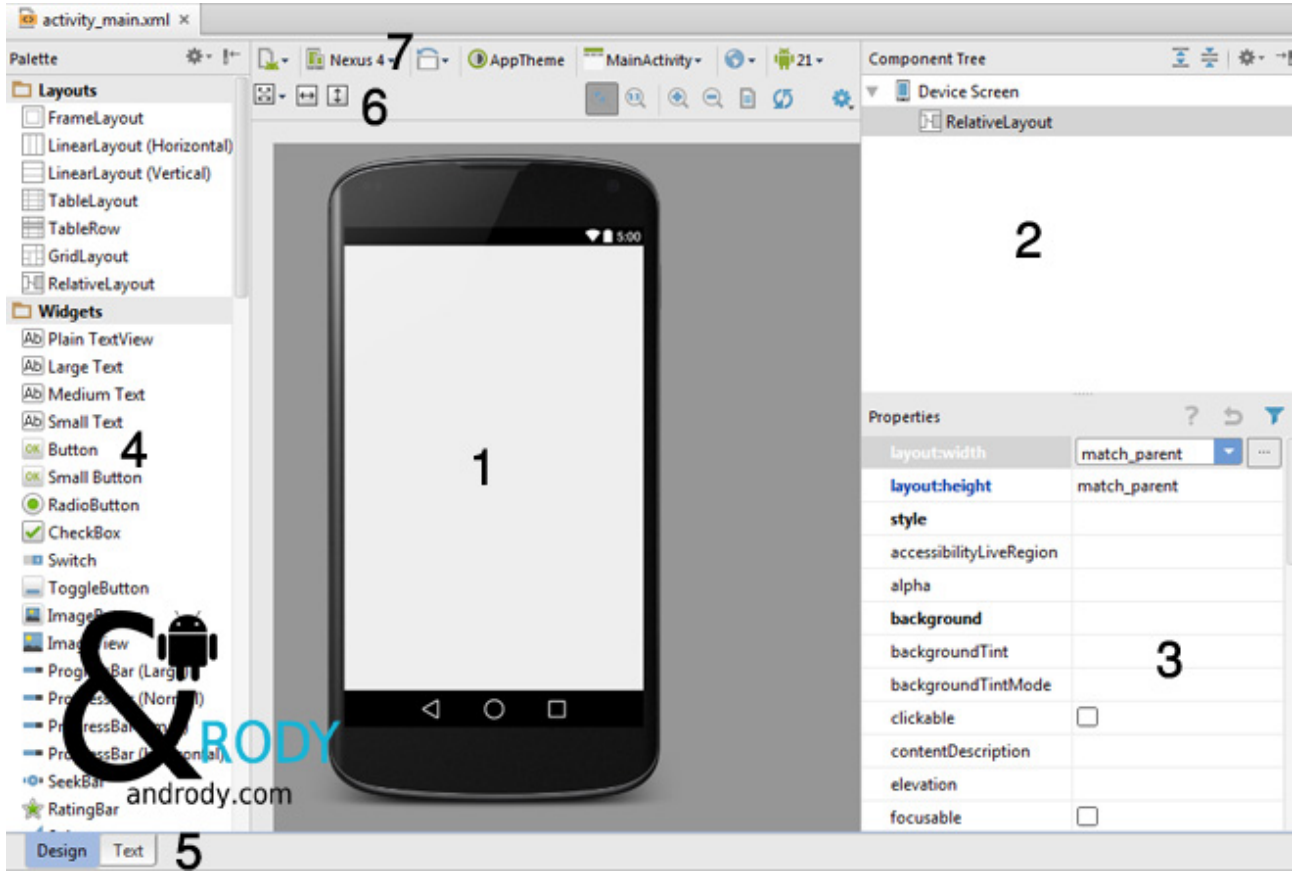 activity_main.xml
Palette
Layouts
FrameLayout
LinearLayout (Horizontal)
LinearLayout (Vertical)
TableLayout
TableRow
GridLayout
RelativeLayout
Widgets
Plain TextView
Large Text
Medium Text
Small Text
Button 4
Small Button
RadioButton
CheckBox
Switch
ToggleButton
SeekBar
RatingBar
&RODY
andrody.com
Design Text 5
Nexus 4 7 AppTheme MainActivity 21
6
5:00
1
Component Tree
Device Screen
RelativeLayout
2
Properties
layout:width match_parent
layout:height match_parent
style
accessibilityLiveRegion
alpha
background
backgroundTint
3
backgroundTintMode
clickable
contentDescription
elevation
focusable